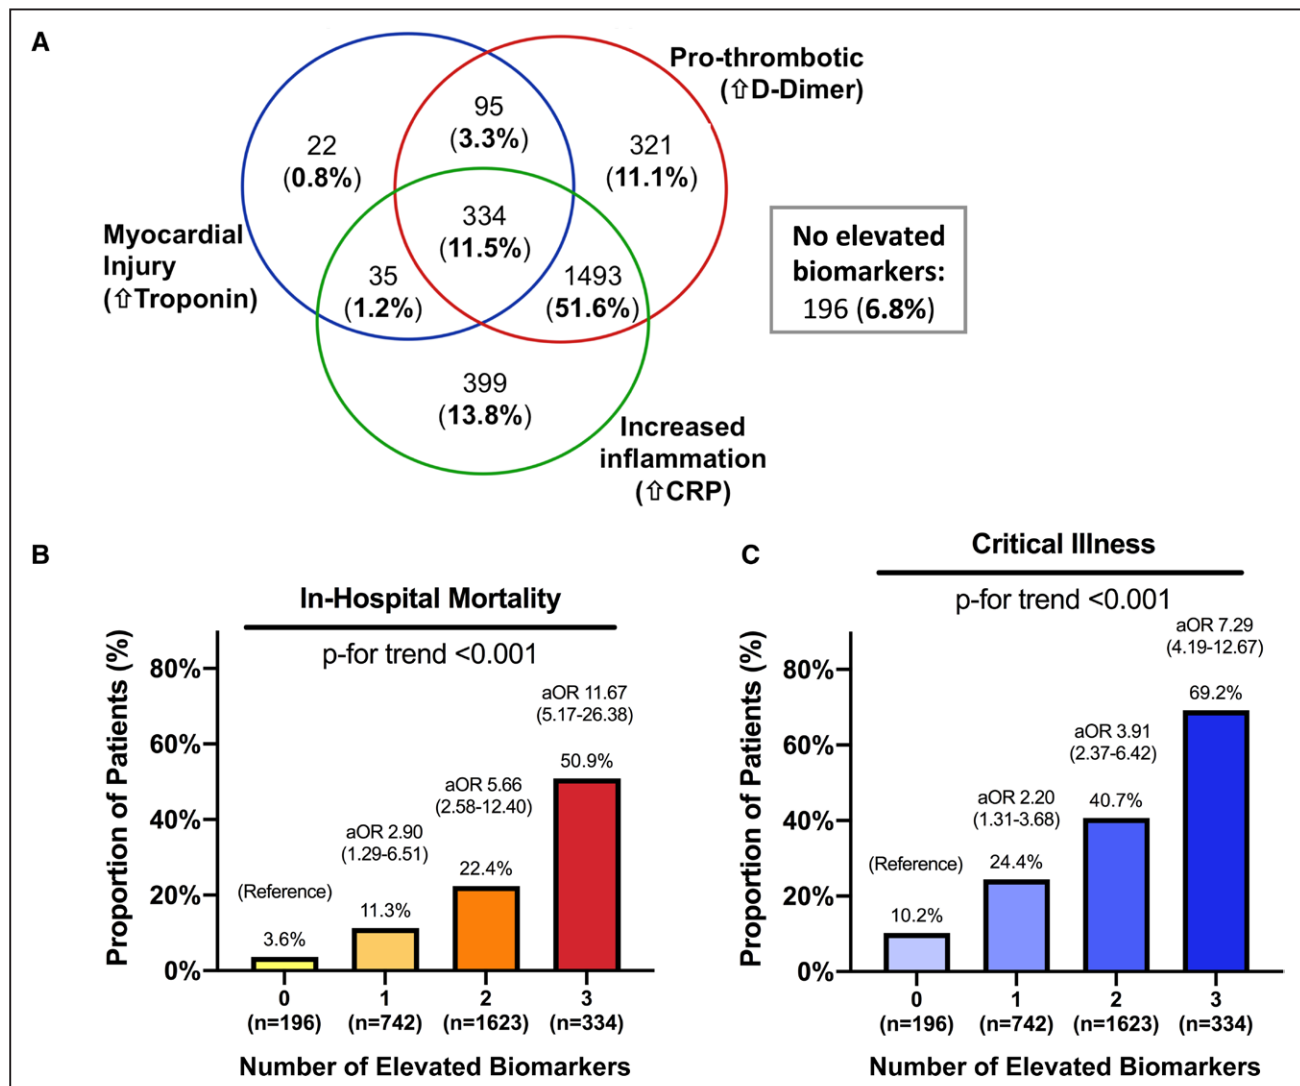 A
Pro-thrombotic
(⇧D-Dimer)
95
(3.3%)
22
(0.8%)
321
(11.1%)
334
(11.5%)
Myocardial
Injury
(⇧Troponin)
35
(1.2%)
1493
(51.6%)
No elevated
biomarkers:
196 (6.8%)
399
(13.8%)
Increased
inflammation
(⇧CRP)
B
In-Hospital Mortality
p-for trend <0.001
Proportion of Patients (%)
80%
60%
40%
20%
0%
(Reference)
3.6%
aOR 2.90
(1.29-6.51)
11.3%
aOR 5.66
(2.58-12.40)
22.4%
aOR 11.67
(5.17-26.38)
50.9%
0 1 2 3
(n=196) (n=742) (n=1623) (n=334)
Number of Elevated Biomarkers
C
Critical Illness
p-for trend <0.001
Proportion of Patients (%)
80%
60%
40%
20%
0%
(Reference)
10.2%
aOR 2.20
(1.31-3.68)
24.4%
aOR 3.91
(2.37-6.42)
40.7%
aOR 7.29
(4.19-12.67)
69.2%
0 1 2 3
(n=196) (n=742) (n=1623) (n=334)
Number of Elevated Biomarkers